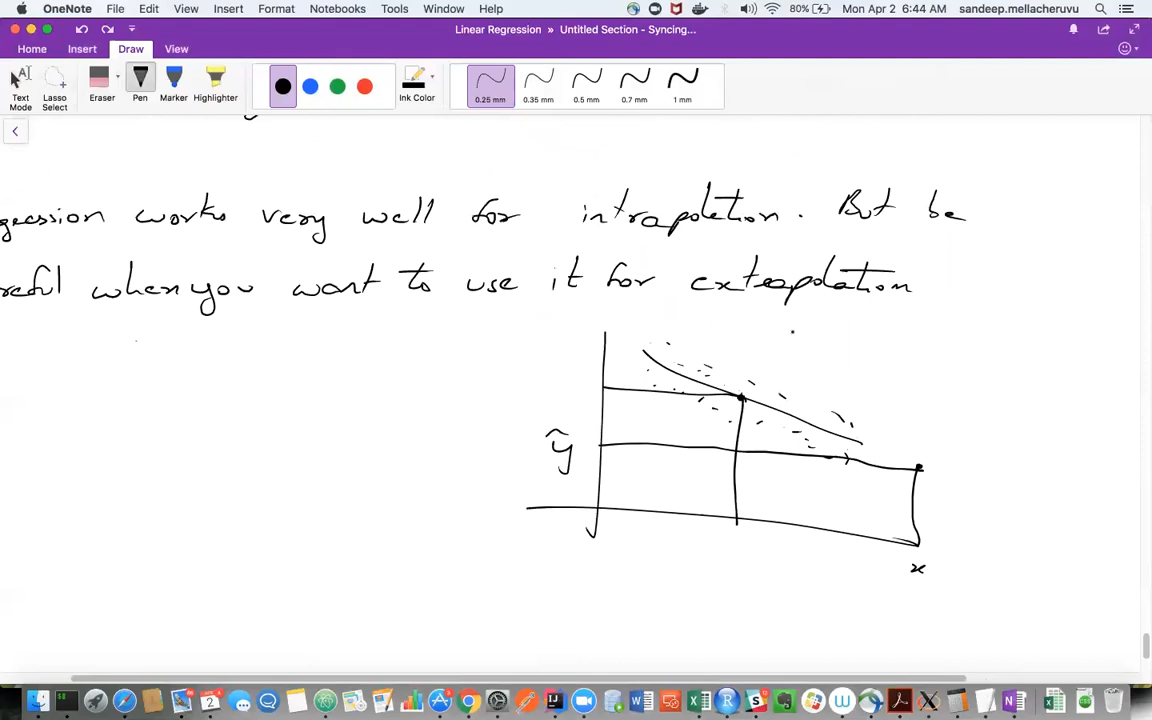 OneNote File Edit View Insert Format Notebooks Tools Window Help 80% Mon Apr 2 6:44 AM sandeep.mellacheruvu
Linear Regression » Untitled Section - Syncing...
Home Insert Draw View
Text Mode
Lasso Select
Eraser
Pen
Marker
Highlighter
Ink Color
0.25 mm
0.35 mm
0.5 mm
0.7 mm
1 mm
gression works very well for intrapolation. But be
reful when you want to use it for extrapolation
ŷ
x